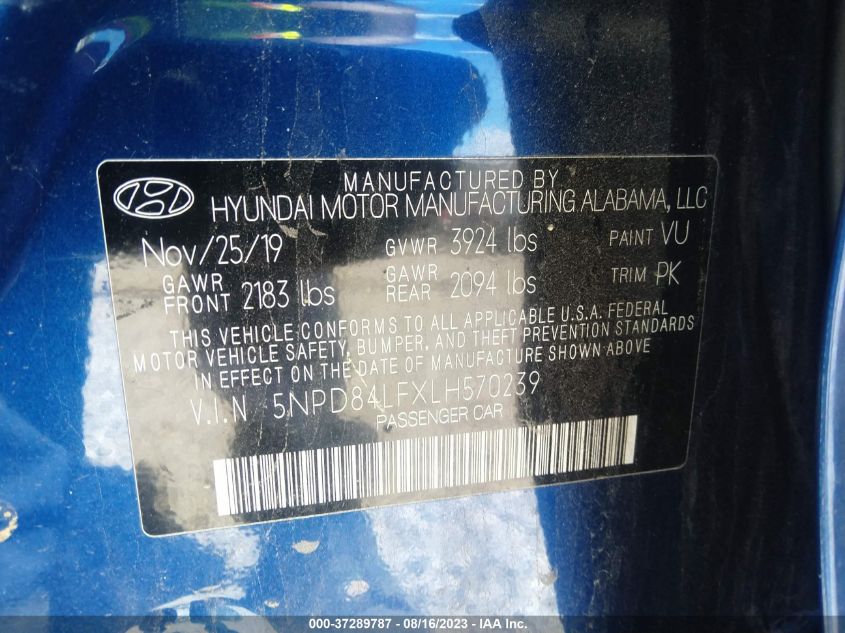 MANUFACTURED BY
HYUNDAI MOTOR MANUFACTURING ALABAMA, LLC
Nov/25/19 GVWR 3924 lbs PAINT VU
GAWR FRONT 2183 lbs GAWR REAR 2094 lbs TRIM PK
THIS VEHICLE CONFORMS TO ALL APPLICABLE U.S.A. FEDERAL
MOTOR VEHICLE SAFETY, BUMPER, AND THEFT PREVENTION STANDARDS
IN EFFECT ON THE DATE OF MANUFACTURE SHOWN ABOVE
V.I.N 5NPD84LFXLH570239
PASSENGER CAR
000-37289787 - 08/16/2023 - IAA Inc.